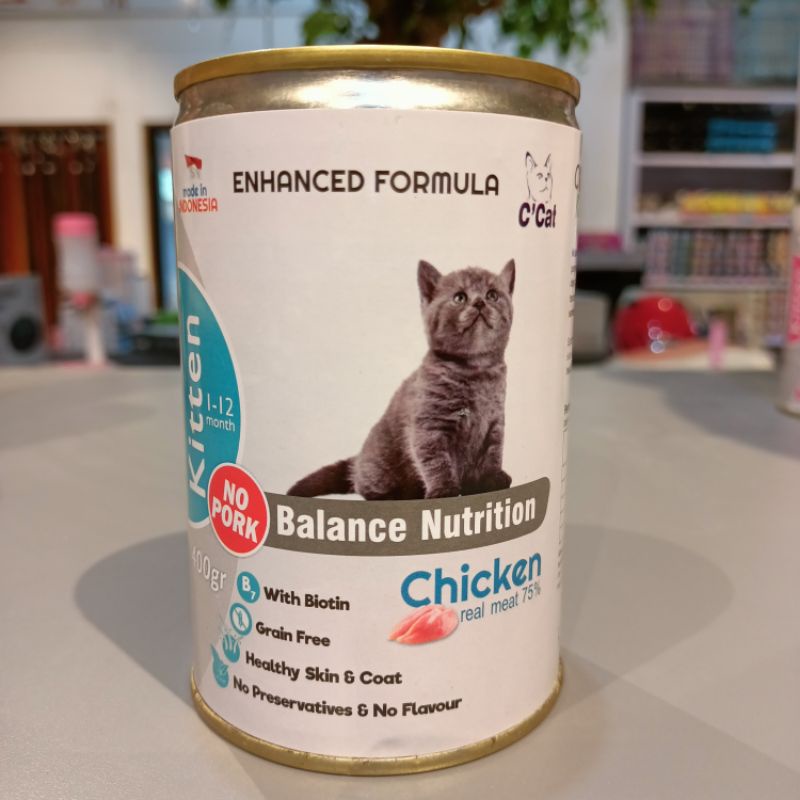 made in
INDONESIA
ENHANCED FORMULA
C'Cat
Kitten
1-12
month
NO
PORK
Balance Nutrition
400gr
Chicken
real meat 75%
B7 With Biotin
Grain Free
Healthy Skin & Coat
No Preservatives & No Flavour